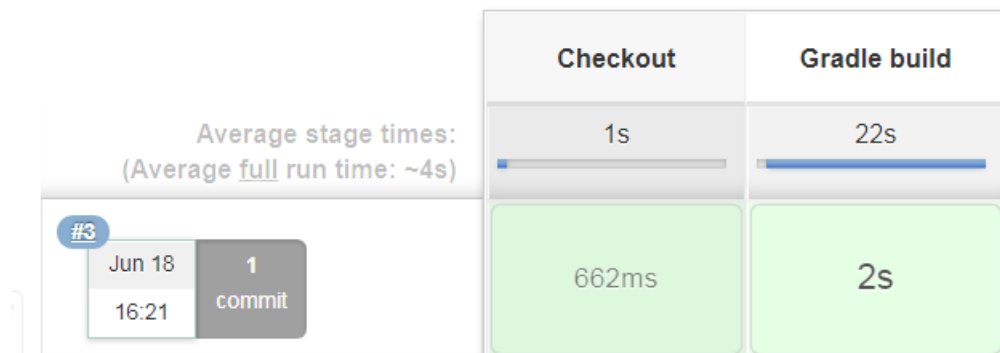 Checkout
Gradle build
Average stage times:
1s
22s
(Average full run time: ~4s)
#3
Jun 18
1
commit
16:21
662ms
2s